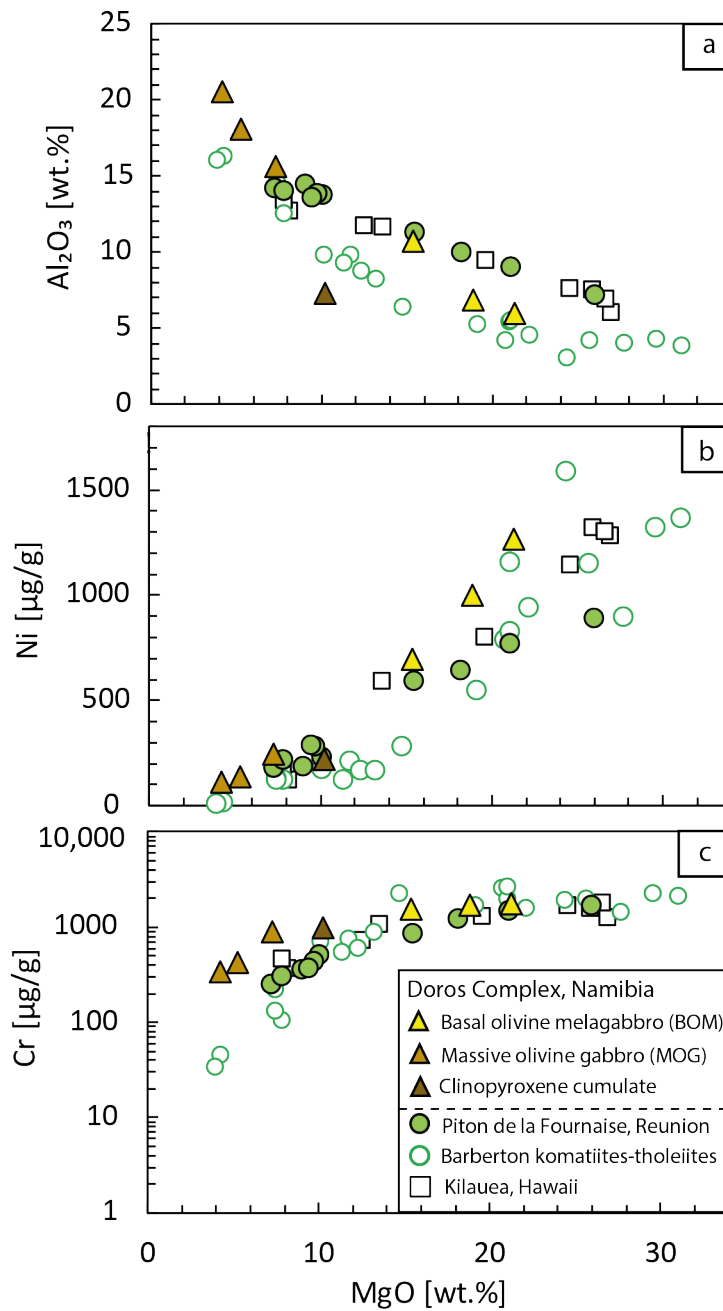 a
25
20
15
10
5
0
Al₂O₃ [wt.%]
b
1500
1000
500
0
Ni [µg/g]
c
10,000
1000
100
10
1
Cr [µg/g]
Doros Complex, Namibia
Basal olivine melagabbro (BOM)
Massive olivine gabbro (MOG)
Clinopyroxene cumulate
Piton de la Fournaise, Reunion
Barberton komatiites-tholeiites
Kilauea, Hawaii
0 10 20 30
MgO [wt.%]